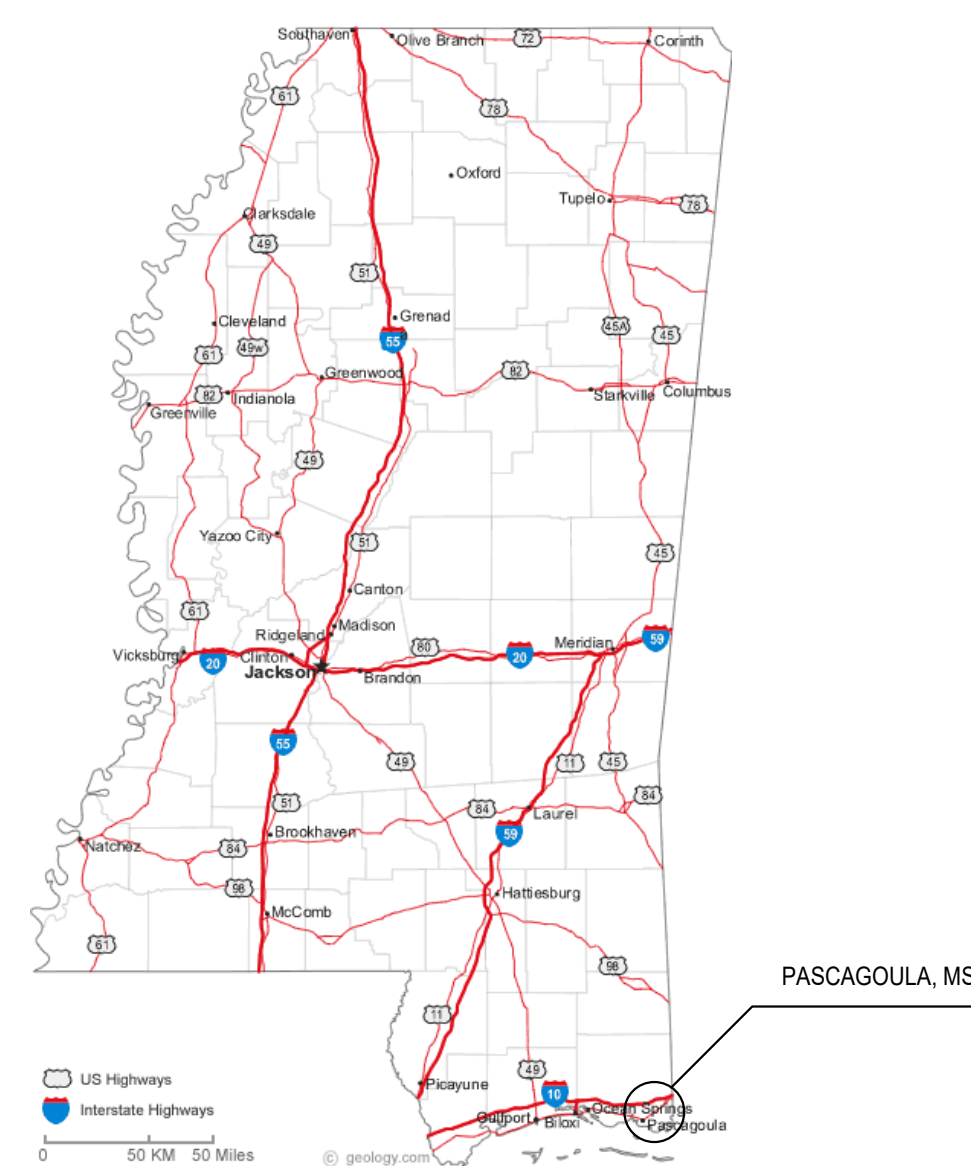 Southaven
Olive Branch
72
Corinth
61
78
Oxford
Tupelo
78
Clarksdale
49
51
Grenad
a
Cleveland
45A
45
55
61
49w
82
Greenwood
82
Indianola
Starkville
Columbus
Greenville
49
Yazoo City
51
45
Canton
61
Madison
Ridgeland
80
Meridian
59
Vicksburg
20
Clinton
20
Jackson
Brandon
55
49
11
45
51
84
84
Laurel
Brookhaven
59
Natchez
84
98
Hattiesburg
McComb
61
98
PASCAGOULA, MS
11
49
US Highways
Picayune
10
Interstate Highways
Ocean Springs
Gulfport
Biloxi
Pascagoula
0 50 KM 50 Miles
© geology.com